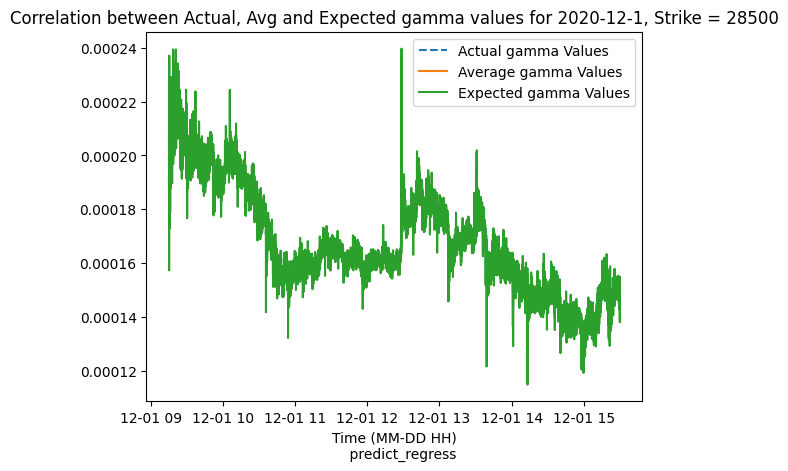 Correlation between Actual, Avg and Expected gamma values for 2020-12-1, Strike = 28500
Actual gamma Values
Average gamma Values
Expected gamma Values
0.00024
0.00022
0.00020
0.00018
0.00016
0.00014
0.00012
12-01 09 12-01 10 12-01 11 12-01 12 12-01 13 12-01 14 12-01 15
Time (MM-DD HH)
predict_regress